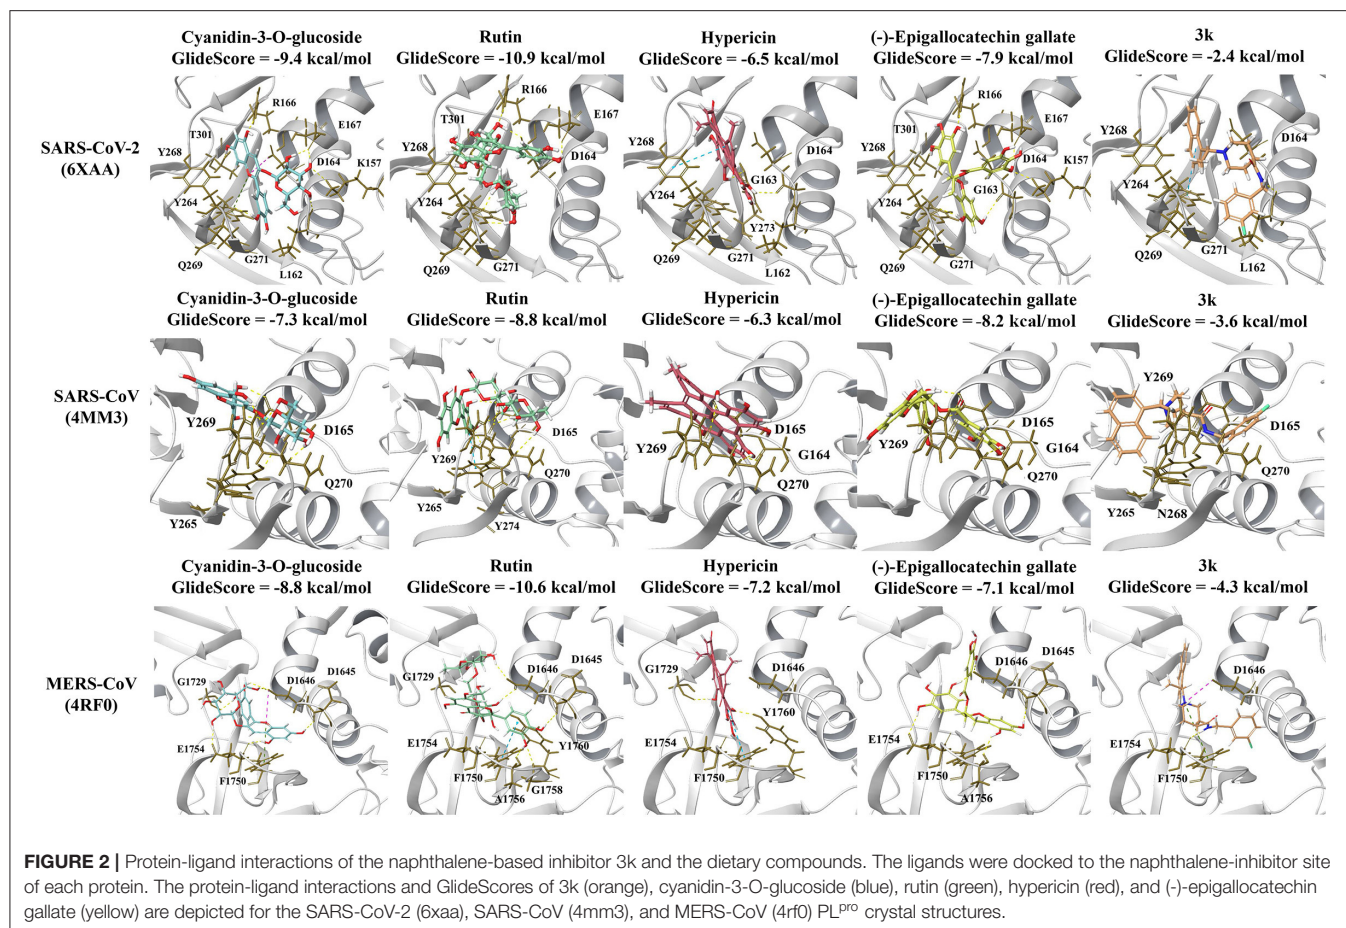 Cyanidin-3-O-glucoside
GlideScore = -9.4 kcal/mol
Rutin
GlideScore = -10.9 kcal/mol
Hypericin
GlideScore = -6.5 kcal/mol
(-)-Epigallocatechin gallate
GlideScore = -7.9 kcal/mol
3k
GlideScore = -2.4 kcal/mol
SARS-CoV-2
(6XAA)
R166
T301
E167
Y268
D164
K157
Y264
Q269
G271
L162
R166
T301
E167
Y268
D164
Y264
Q269
G271
Y268
Y264
G163
Y273
Q269
G271
L162
R166
T301
E167
Y268
D164
K157
Y264
G163
Q269
G271
Y268
D164
Y264
Q269
G271
L162
Cyanidin-3-O-glucoside
GlideScore = -7.3 kcal/mol
Rutin
GlideScore = -8.8 kcal/mol
Hypericin
GlideScore = -6.3 kcal/mol
(-)-Epigallocatechin gallate
GlideScore = -8.2 kcal/mol
3k
GlideScore = -3.6 kcal/mol
SARS-CoV
(4MM3)
Y269
D165
Q270
Y265
D165
Y269
Q270
Y265
Y274
D165
Y269
G164
Q270
D165
Y269
G164
Q270
Y269
D165
Q270
Y265
N268
Cyanidin-3-O-glucoside
GlideScore = -8.8 kcal/mol
Rutin
GlideScore = -10.6 kcal/mol
Hypericin
GlideScore = -7.2 kcal/mol
(-)-Epigallocatechin gallate
GlideScore = -7.1 kcal/mol
3k
GlideScore = -4.3 kcal/mol
MERS-CoV
(4RF0)
D1645
G1729
D1646
E1754
F1750
D1645
D1646
G1729
Y1760
E1754
F1750
G1758
A1756
G1729
D1646
Y1760
E1754
F1750
D1646
D1645
E1754
F1750
A1756
D1646
E1754
F1750
FIGURE 2 | Protein-ligand interactions of the naphthalene-based inhibitor 3k and the dietary compounds. The ligands were docked to the naphthalene-inhibitor site
of each protein. The protein-ligand interactions and GlideScores of 3k (orange), cyanidin-3-O-glucoside (blue), rutin (green), hypericin (red), and (-)-epigallocatechin
gallate (yellow) are depicted for the SARS-CoV-2 (6xaa), SARS-CoV (4mm3), and MERS-CoV (4rf0) PLpro crystal structures.